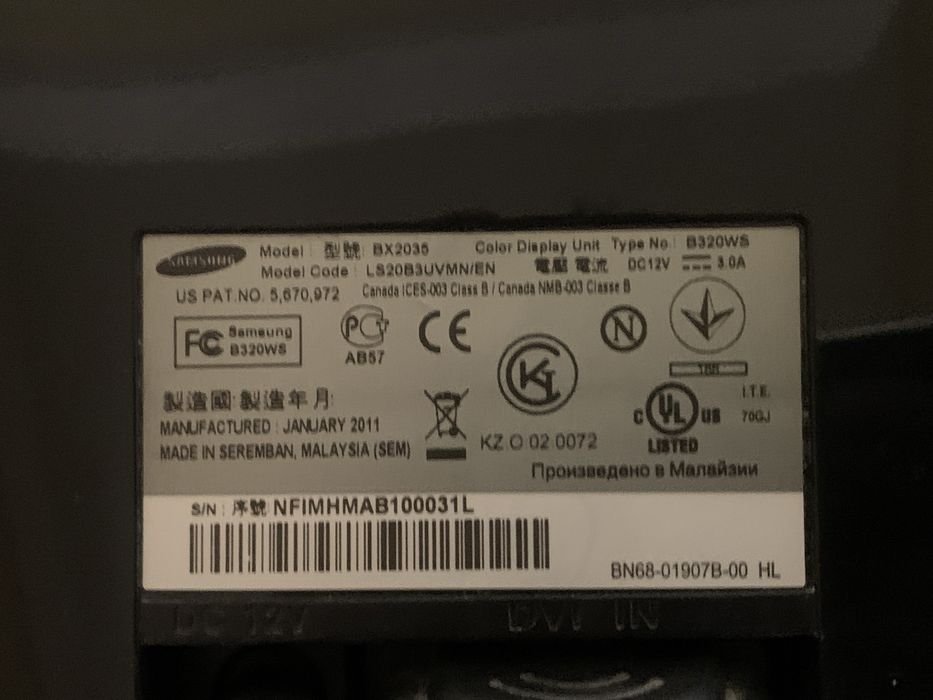 SAMSUNG
Model : 型號: BX2035 Color Display Unit Type No.: B320WS
Model Code : LS20B3UVMN/EN 電壓 電流 DC12V 3.0A
US PAT.NO. 5,670,972 Canada ICES-003 Class B / Canada NMB-003 Classe B
FC Samsung B320WS
PG AB57
CE
N
製造國: 製造年月:
MANUFACTURED : JANUARY 2011
MADE IN SEREMBAN, MALAYSIA (SEM)
KZ O 02 0072
C UL US I.T.E. 70GJ
LISTED
Произведено в Малайзии
S/N : 序號 NFIMHMAB100031L
BN68-01907B-00 HL
DC 12V DVI IN